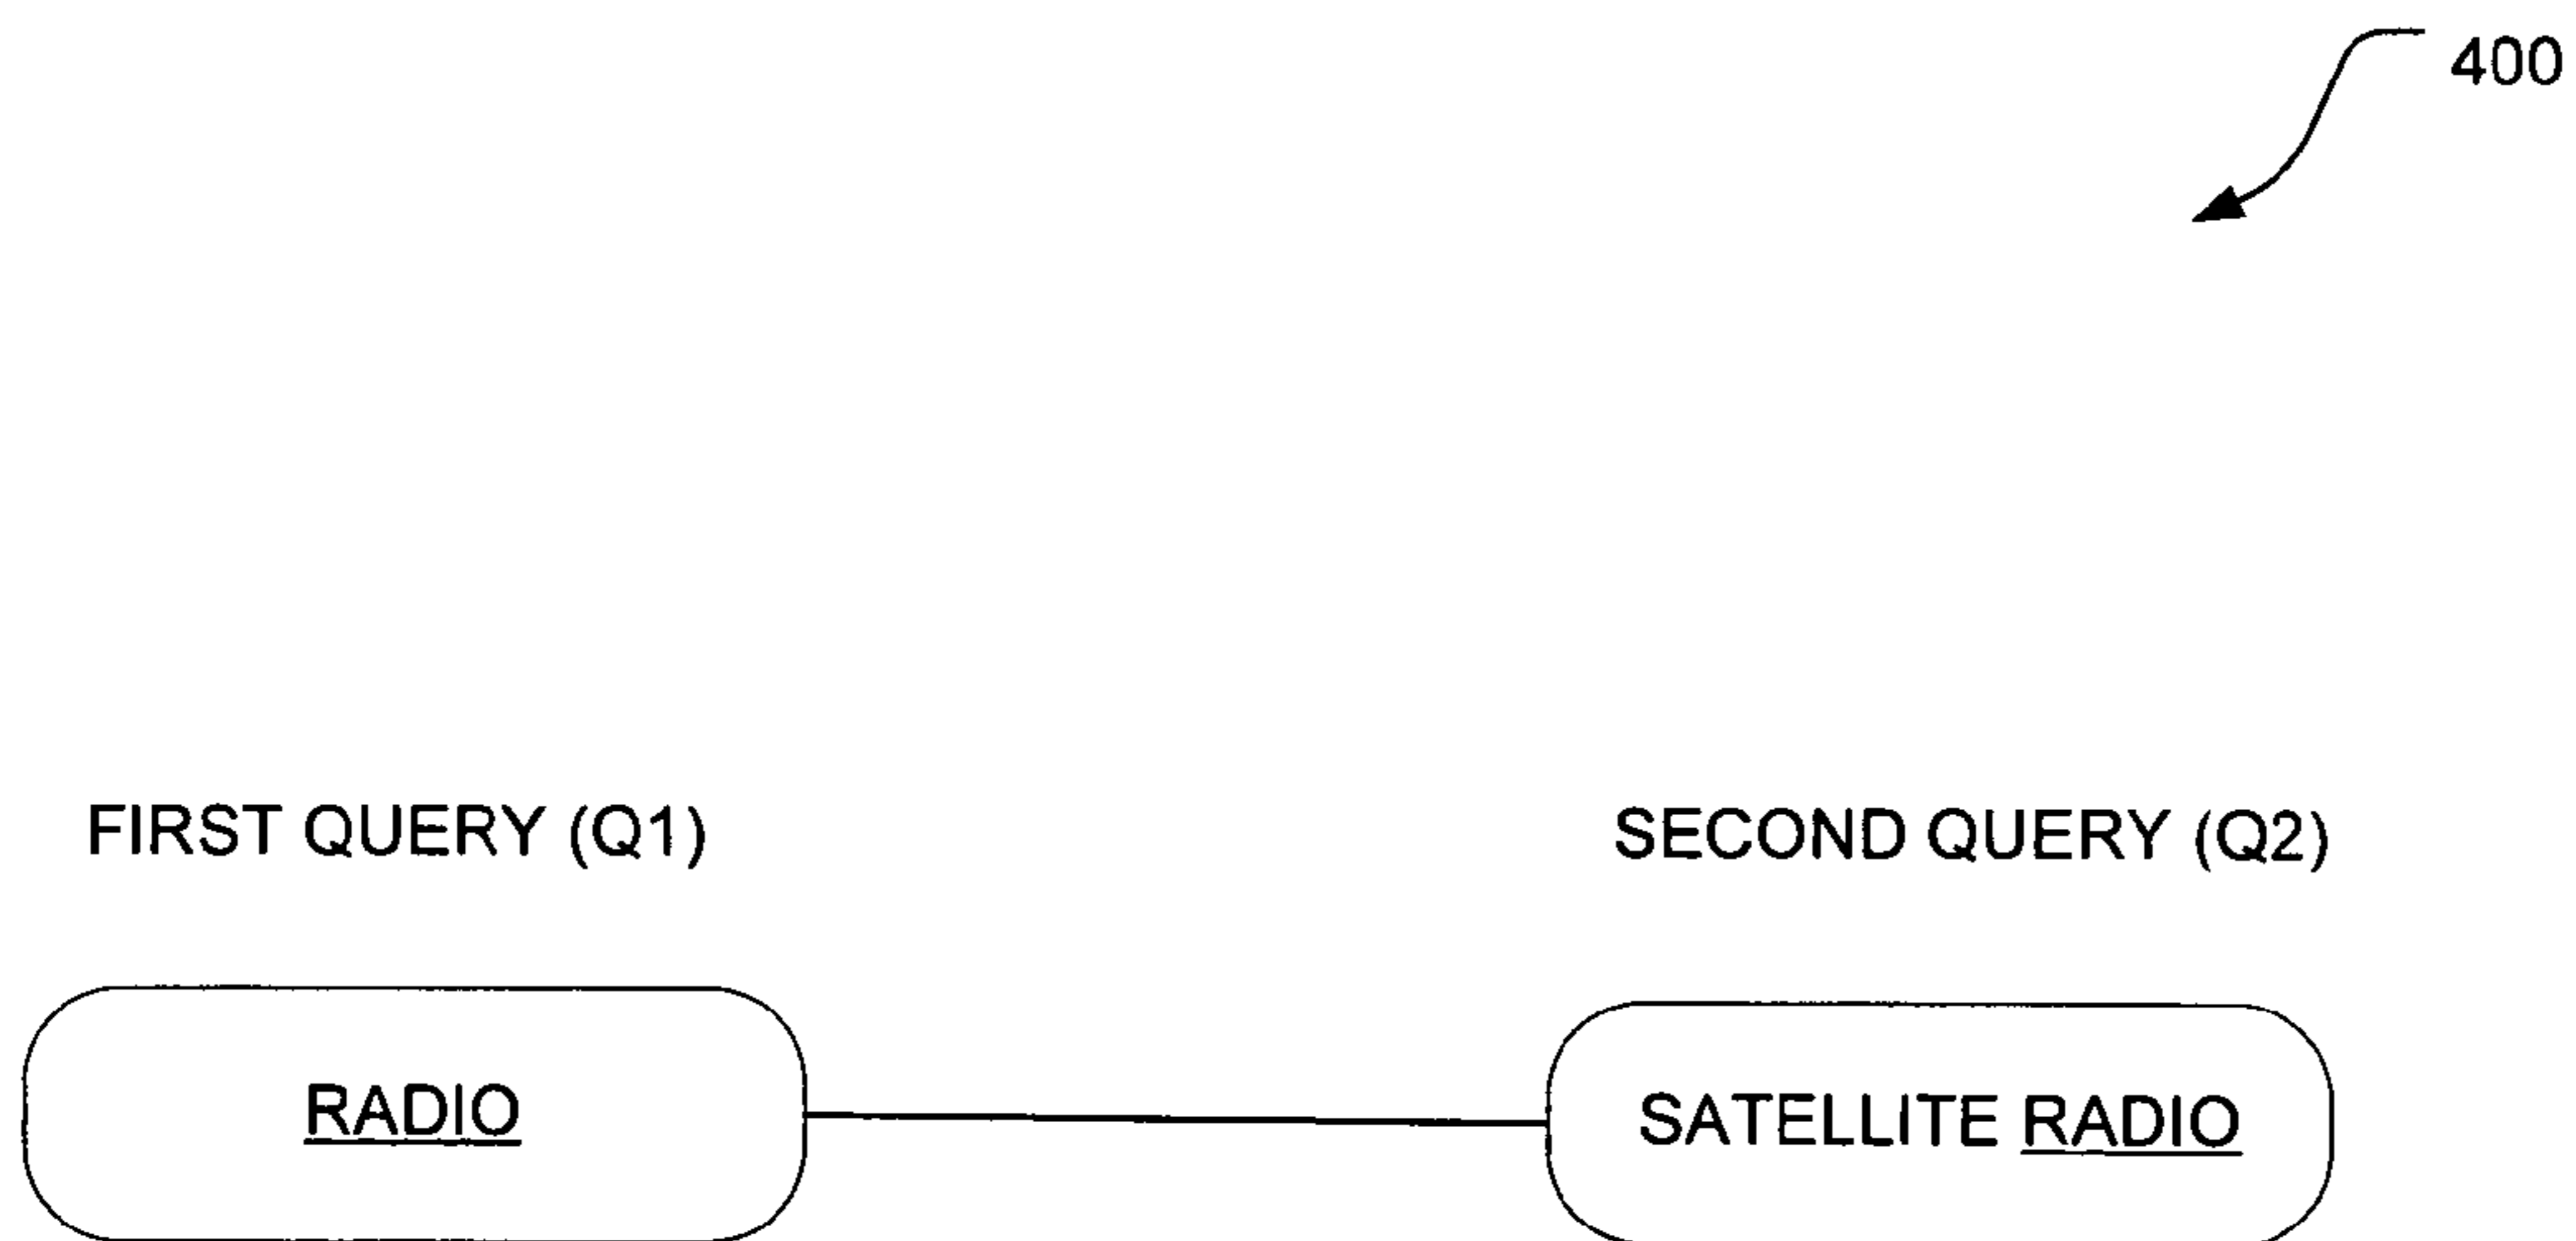 400
FIRST QUERY (Q1)
SECOND QUERY (Q2)
RADIO
SATELLITE RADIO